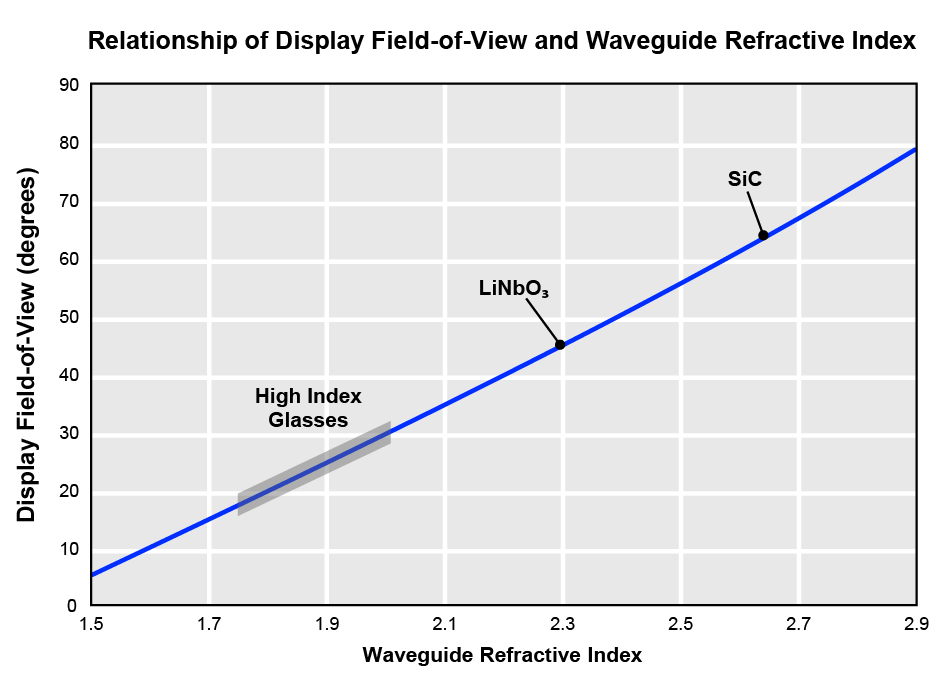 Relationship of Display Field-of-View and Waveguide Refractive Index
Display Field-of-View (degrees)
90
80
70
60
50
40
30
20
10
0
SiC
LiNbO₃
High Index
Glasses
1.5
1.7
1.9
2.1
2.3
2.5
2.7
2.9
Waveguide Refractive Index